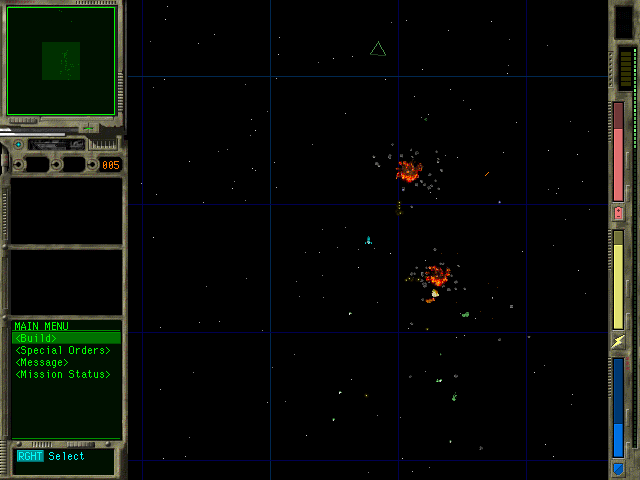 005
MAIN MENU
<Build>
<Special Orders>
<Message>
<Mission Status>
RGHT Select